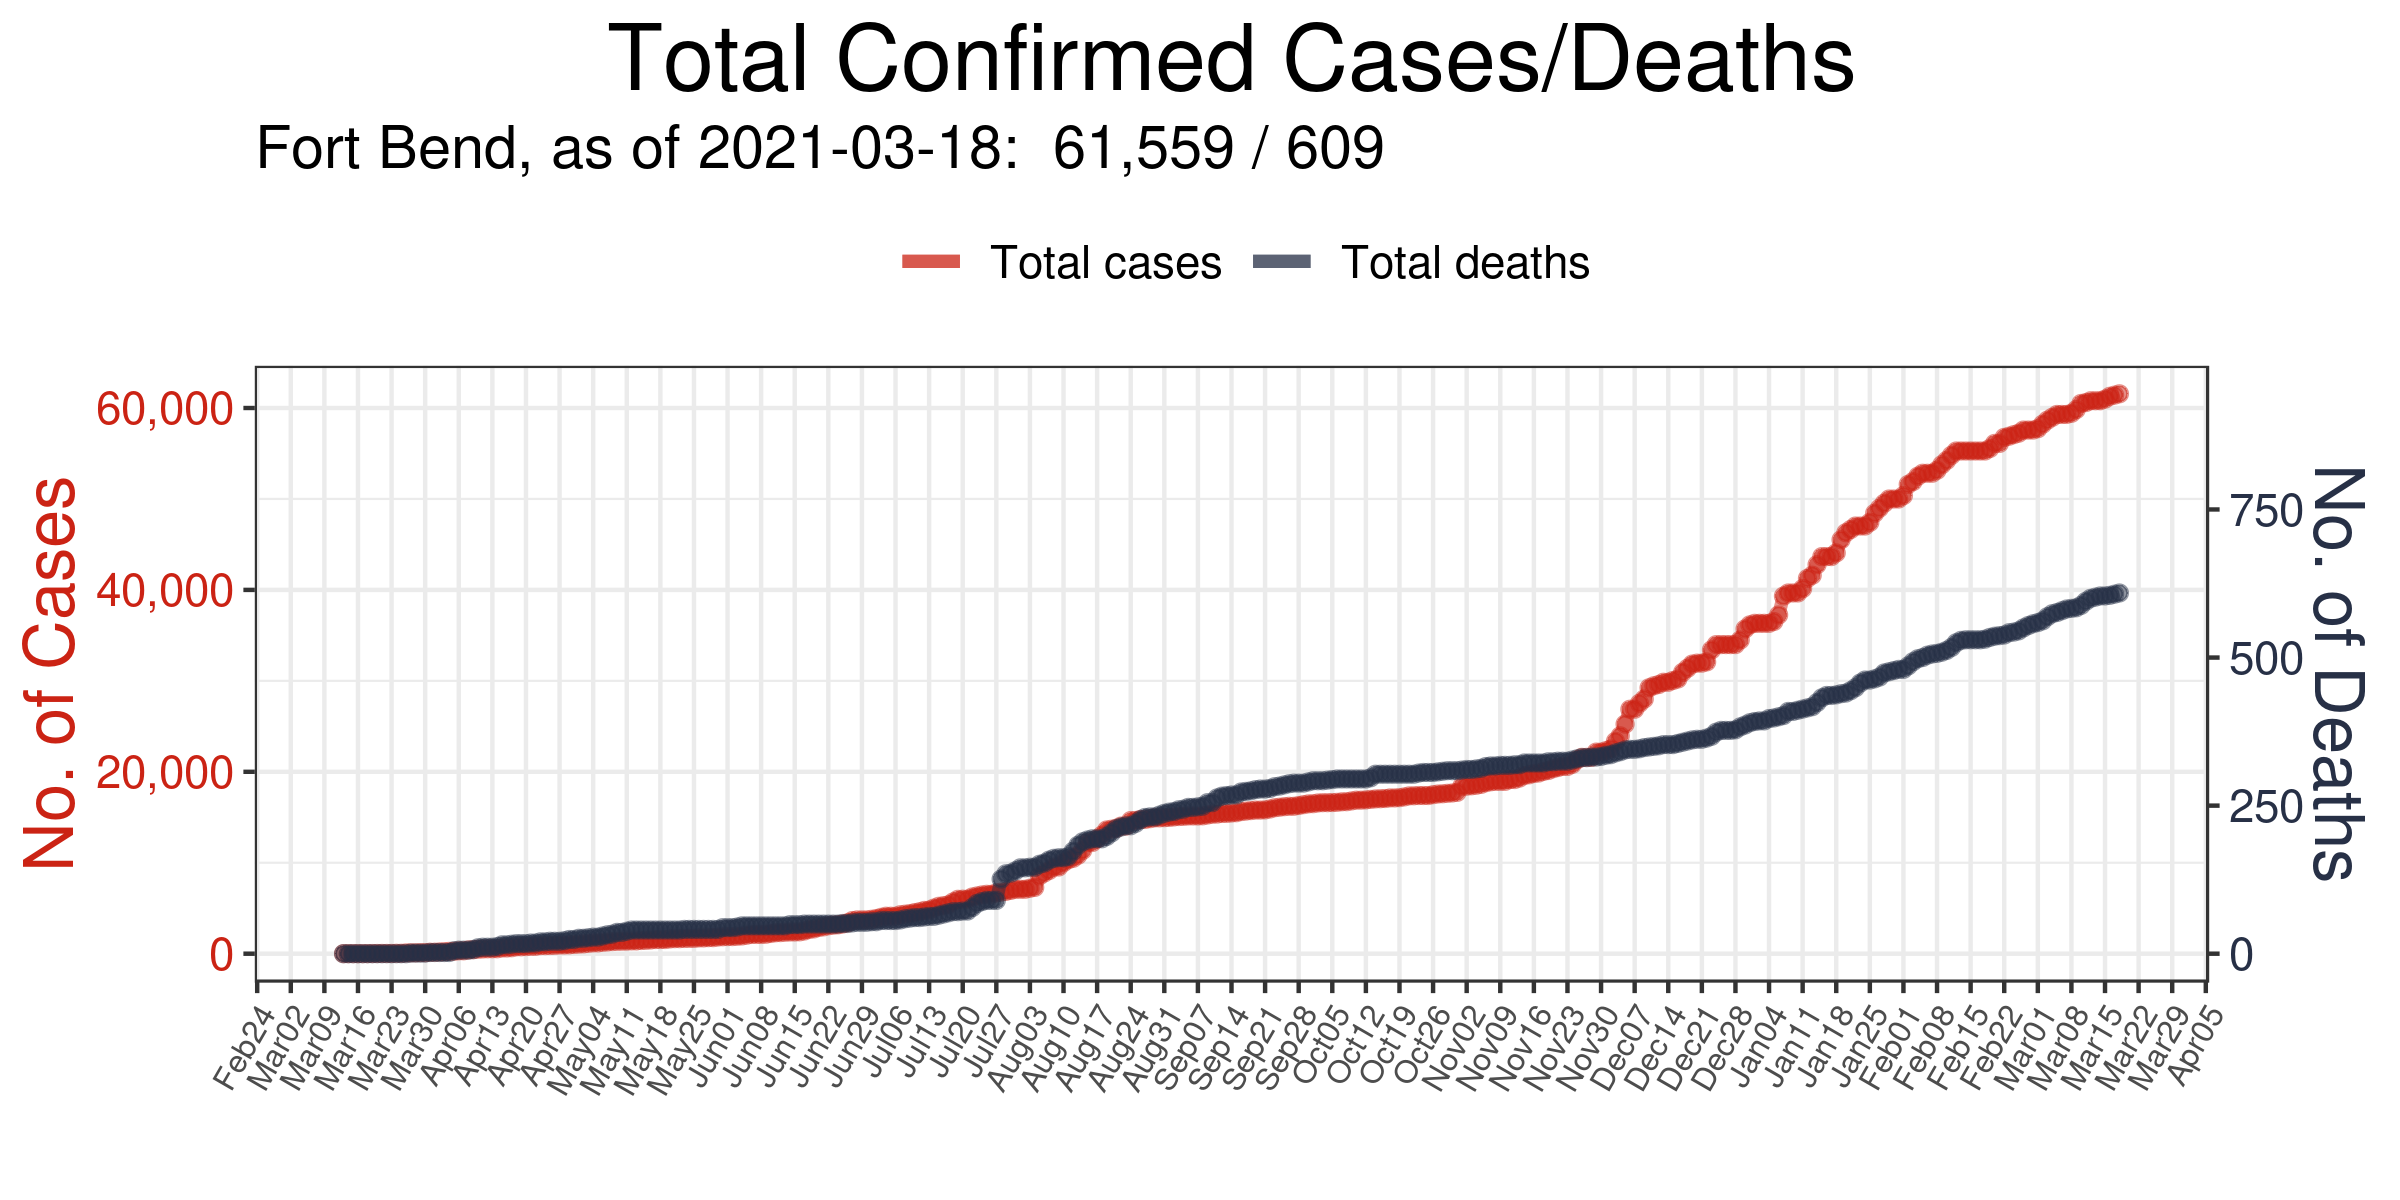 Total Confirmed Cases/Deaths
Fort Bend, as of 2021-03-18: 61,559 / 609
Total cases
Total deaths
No. of Cases
60,000
40,000
20,000
0
750
500
250
0
No. of Deaths
Feb24
Mar02
Mar09
Mar16
Mar23
Mar30
Apr06
Apr13
Apr20
Apr27
May04
May11
May18
May25
Jun01
Jun08
Jun15
Jun22
Jun29
Jul06
Jul13
Jul20
Jul27
Aug03
Aug10
Aug17
Aug24
Aug31
Sep07
Sep14
Sep21
Sep28
Oct05
Oct12
Oct19
Oct26
Nov02
Nov09
Nov16
Nov23
Nov30
Dec07
Dec14
Dec21
Dec28
Jan04
Jan11
Jan18
Jan25
Feb01
Feb08
Feb15
Feb22
Mar01
Mar08
Mar15
Mar22
Mar29
Apr05